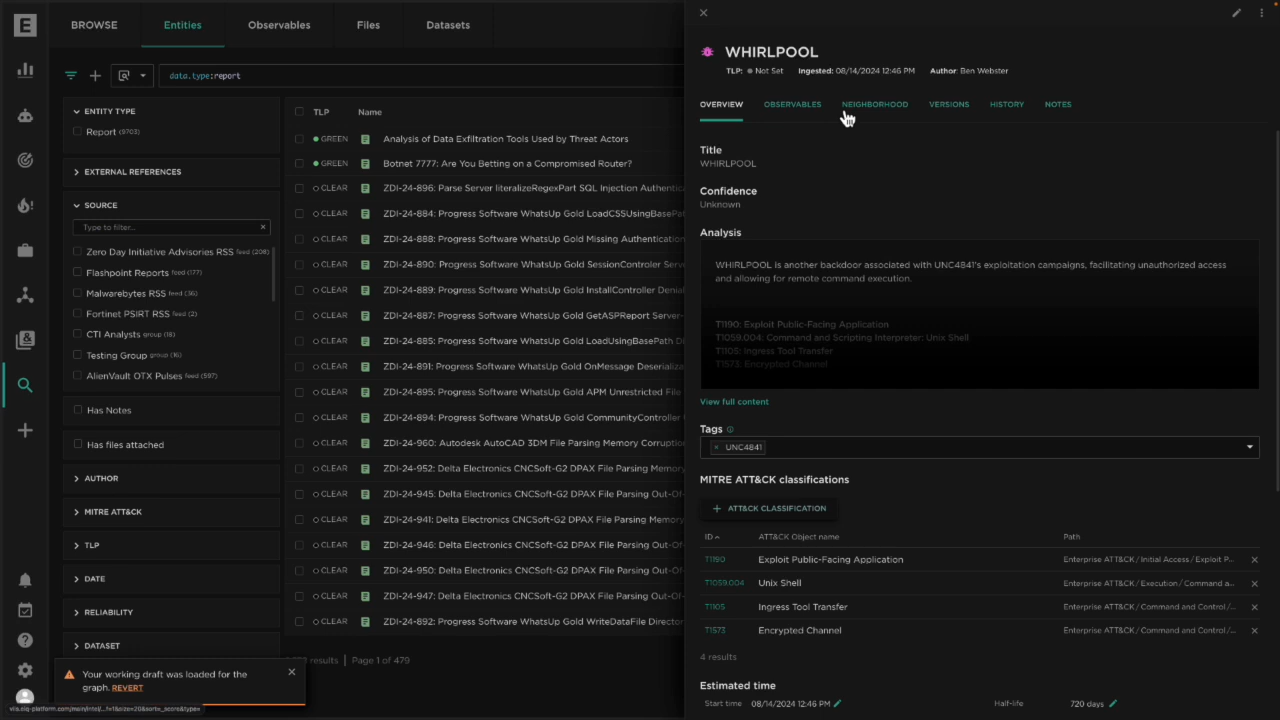 E
BROWSE
Entities
Observables
Files
Datasets
data.type:report
ENTITY TYPE
Report (9703)
EXTERNAL REFERENCES
SOURCE
Type to filter...
Zero Day Initiative Advisories RSS feed (208)
Flashpoint Reports feed (177)
Malwarebytes RSS feed (36)
Fortinet PSIRT RSS feed (2)
CTI Analysts group (18)
Testing Group group (16)
AlienVault OTX Pulses feed (597)
Has Notes
Has files attached
AUTHOR
MITRE ATT&CK
TLP
DATE
RELIABILITY
DATASET
TLP Name
GREEN Analysis of Data Exfiltration Tools Used by Threat Actors
GREEN Botnet 7777: Are You Betting on a Compromised Router?
CLEAR ZDI-24-896: Parse Server literalizeRegexPart SQL Injection Authentic
CLEAR ZDI-24-884: Progress Software WhatsUp Gold LoadCSSUsingBasePat
CLEAR ZDI-24-888: Progress Software WhatsUp Gold Missing Authentication
CLEAR ZDI-24-890: Progress Software WhatsUp Gold SessionControler Serve
CLEAR ZDI-24-889: Progress Software WhatsUp Gold InstallController Denial
CLEAR ZDI-24-887: Progress Software WhatsUp Gold GetASPReport Server-
CLEAR ZDI-24-885: Progress Software WhatsUp Gold LoadUsingBasePath Di
CLEAR ZDI-24-891: Progress Software WhatsUp Gold OnMessage Deserializa
CLEAR ZDI-24-895: Progress Software WhatsUp Gold APM Unrestricted File
CLEAR ZDI-24-894: Progress Software WhatsUp Gold CommunityController U
CLEAR ZDI-24-960: Autodesk AutoCAD 3DM File Parsing Memory Corruption
CLEAR ZDI-24-952: Delta Electronics CNCSoft-G2 DPAX File Parsing Memory
CLEAR ZDI-24-945: Delta Electronics CNCSoft-G2 DPAX File Parsing Out-Of-
CLEAR ZDI-24-941: Delta Electronics CNCSoft-G2 DPAX File Parsing Memory
CLEAR ZDI-24-946: Delta Electronics CNCSoft-G2 DPAX File Parsing Out-Of-
CLEAR ZDI-24-950: Delta Electronics CNCSoft-G2 DPAX File Parsing Out-Of-
CLEAR ZDI-24-947: Delta Electronics CNCSoft-G2 DPAX File Parsing Out-Of-
CLEAR ZDI-24-892: Progress Software WhatsUp Gold WriteDataFile Director
results | Page 1 of 479
Your working draft was loaded for the
graph. REVERT
WHIRLPOOL
TLP: Not Set Ingested: 08/14/2024 12:46 PM Author: Ben Webster
OVERVIEW
OBSERVABLES
NEIGHBORHOOD
VERSIONS
HISTORY
NOTES
Title
WHIRLPOOL
Confidence
Unknown
Analysis
WHIRLPOOL is another backdoor associated with UNC4841's exploitation campaigns, facilitating unauthorized access
and allowing for remote command execution.
T1190: Exploit Public-Facing Application
T1059.004: Command and Scripting Interpreter: Unix Shell
T1105: Ingress Tool Transfer
T1573: Encrypted Channel
View full content
Tags
× UNC4841
MITRE ATT&CK classifications
+ ATT&CK CLASSIFICATION
ID ATT&CK Object name Path
T1190 Exploit Public-Facing Application Enterprise ATT&CK / Initial Access / Exploit P...
T1059.004 Unix Shell Enterprise ATT&CK / Execution / Command a...
T1105 Ingress Tool Transfer Enterprise ATT&CK / Command and Control /...
T1573 Encrypted Channel Enterprise ATT&CK / Command and Control /...
4 results
Estimated time
Start time 08/14/2024 12:46 PM Half-life 720 days